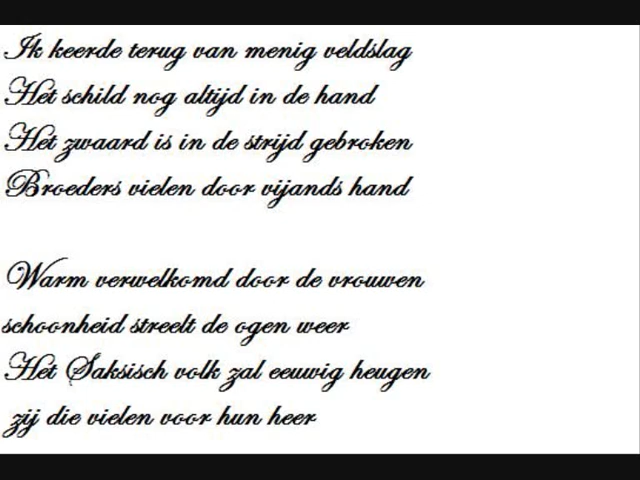 Ik keerde terug van menig veldslag
Het schild nog altijd in de hand
Het zwaard is in de strijd gebroken
Broeders vielen door vijands hand
Warm verwelkomd door de vrouwen
schoonheid streelt de ogen weer
Het Saksisch volk zal eeuwig heugen
zij die vielen voor hun heer